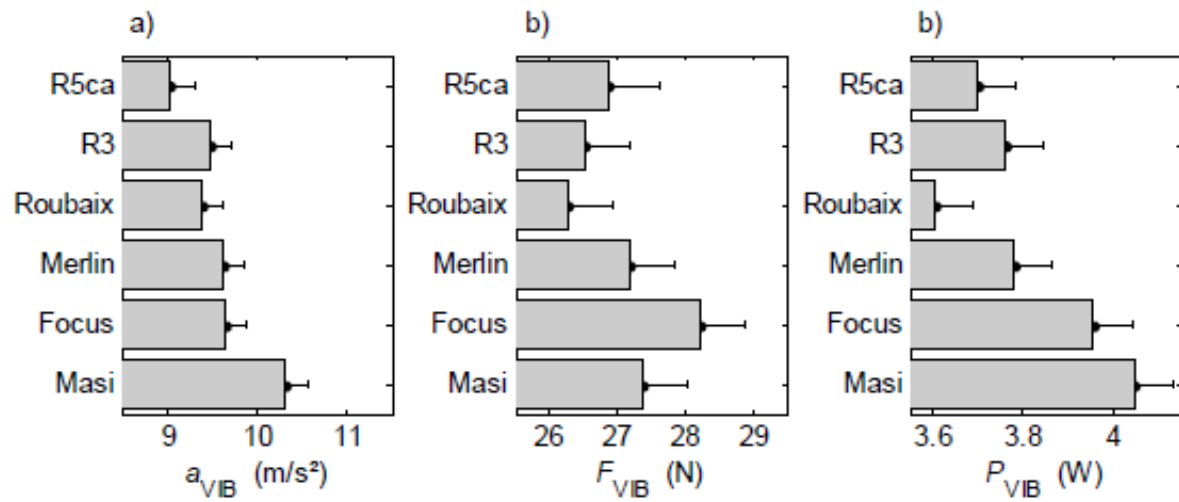 a)
R5ca
R3
Roubaix
Merlin
Focus
Masi
9 10 11
aVIB (m/s²)
b)
R5ca
R3
Roubaix
Merlin
Focus
Masi
26 27 28 29
FVIB (N)
b)
R5ca
R3
Roubaix
Merlin
Focus
Masi
3.6 3.8 4
PVIB (W)